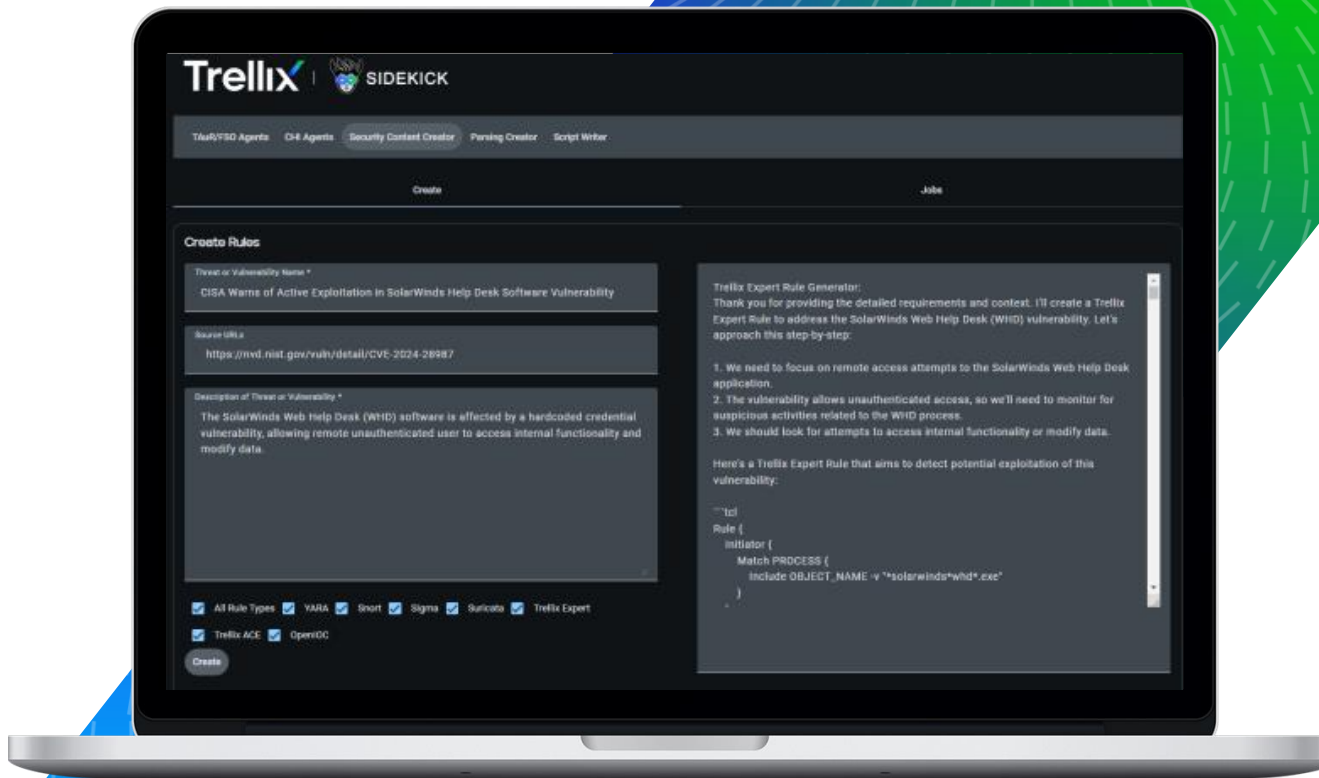 Trellix | SIDEKICK
TAuR/FSO Agents CHI Agents Security Content Creator Parsing Creator Script Writer
Create Jobs
Create Rules
Threat or Vulnerability Name *
CISA Warns of Active Exploitation in SolarWinds Help Desk Software Vulnerability
Source URLs
https://nvd.nist.gov/vuln/detail/CVE-2024-28987
Description of Threat or Vulnerability *
The SolarWinds Web Help Desk (WHD) software is affected by a hardcoded credential
vulnerability, allowing remote unauthenticated user to access internal functionality and
modify data.
All Rule Types YARA Snort Sigma Suricata Trellix Expert
Trellix ACE OpenIOC
Create
Trellix Expert Rule Generator:
Thank you for providing the detailed requirements and context. I'll create a Trellix
Expert Rule to address the SolarWinds Web Help Desk (WHD) vulnerability. Let's
approach this step-by-step:
1. We need to focus on remote access attempts to the SolarWinds Web Help Desk
application.
2. The vulnerability allows unauthenticated access, so we'll need to monitor for
suspicious activities related to the WHD process.
3. We should look for attempts to access internal functionality or modify data.
Here's a Trellix Expert Rule that aims to detect potential exploitation of this
vulnerability:
```tcl
Rule {
Initiator {
Match PROCESS {
Include OBJECT_NAME -v "*solarwinds*whd*.exe"
}